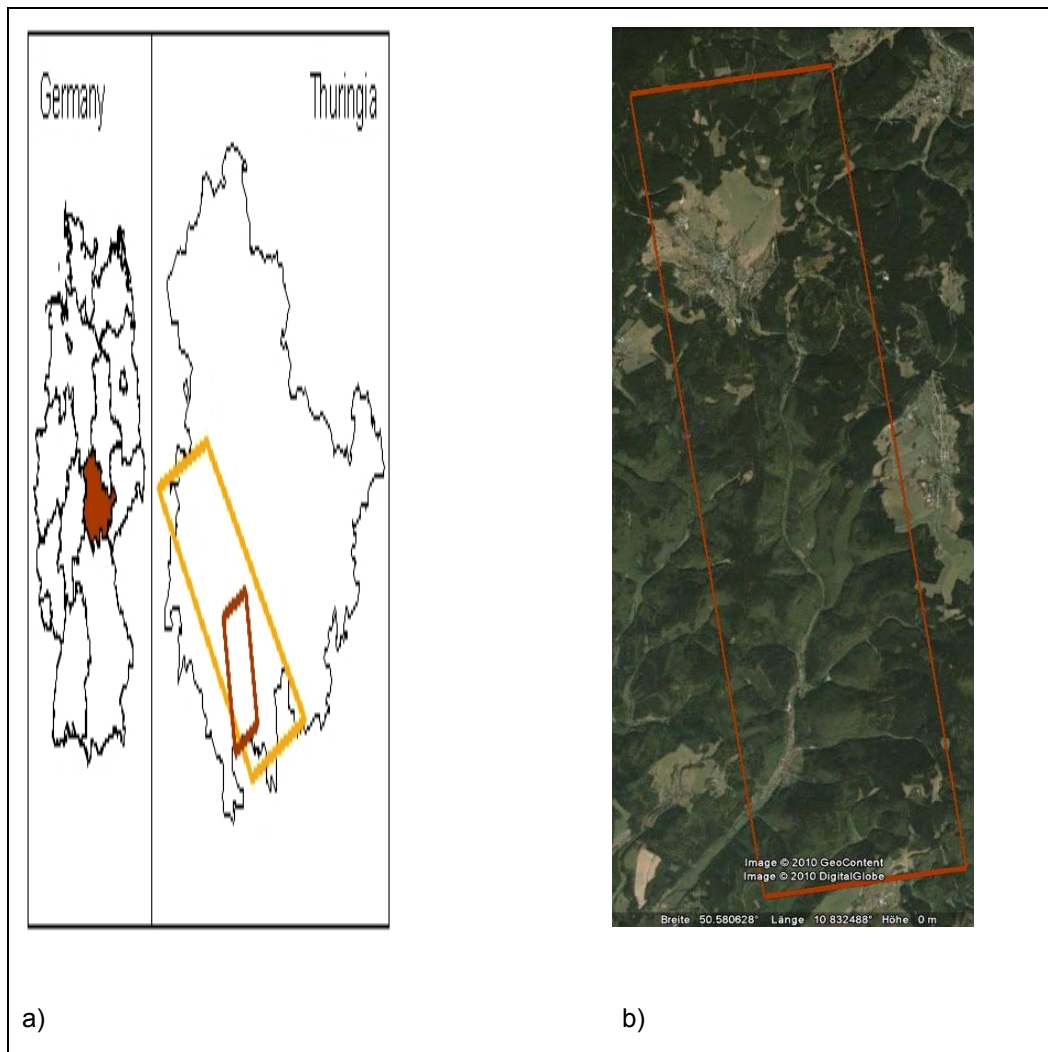 Germany
Thuringia
Image © 2010 GeoContent
Image © 2010 DigitalGlobe
Breite 50.580628° Länge 10.832488° Höhe 0 m
a)
b)